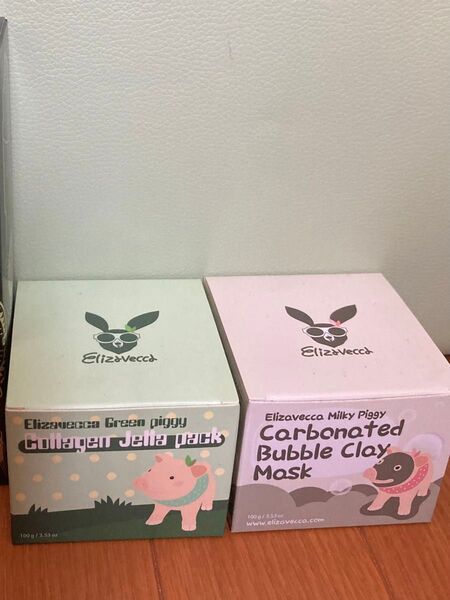 Elizavecca
Elizavecca Green piggy
Collagen Jella pack
100 g / 3.53 oz
Elizavecca
Elizavecca Milky Piggy
Carbonated
Bubble Clay
Mask
100 g / 3.53 oz
www.elizavecca.com